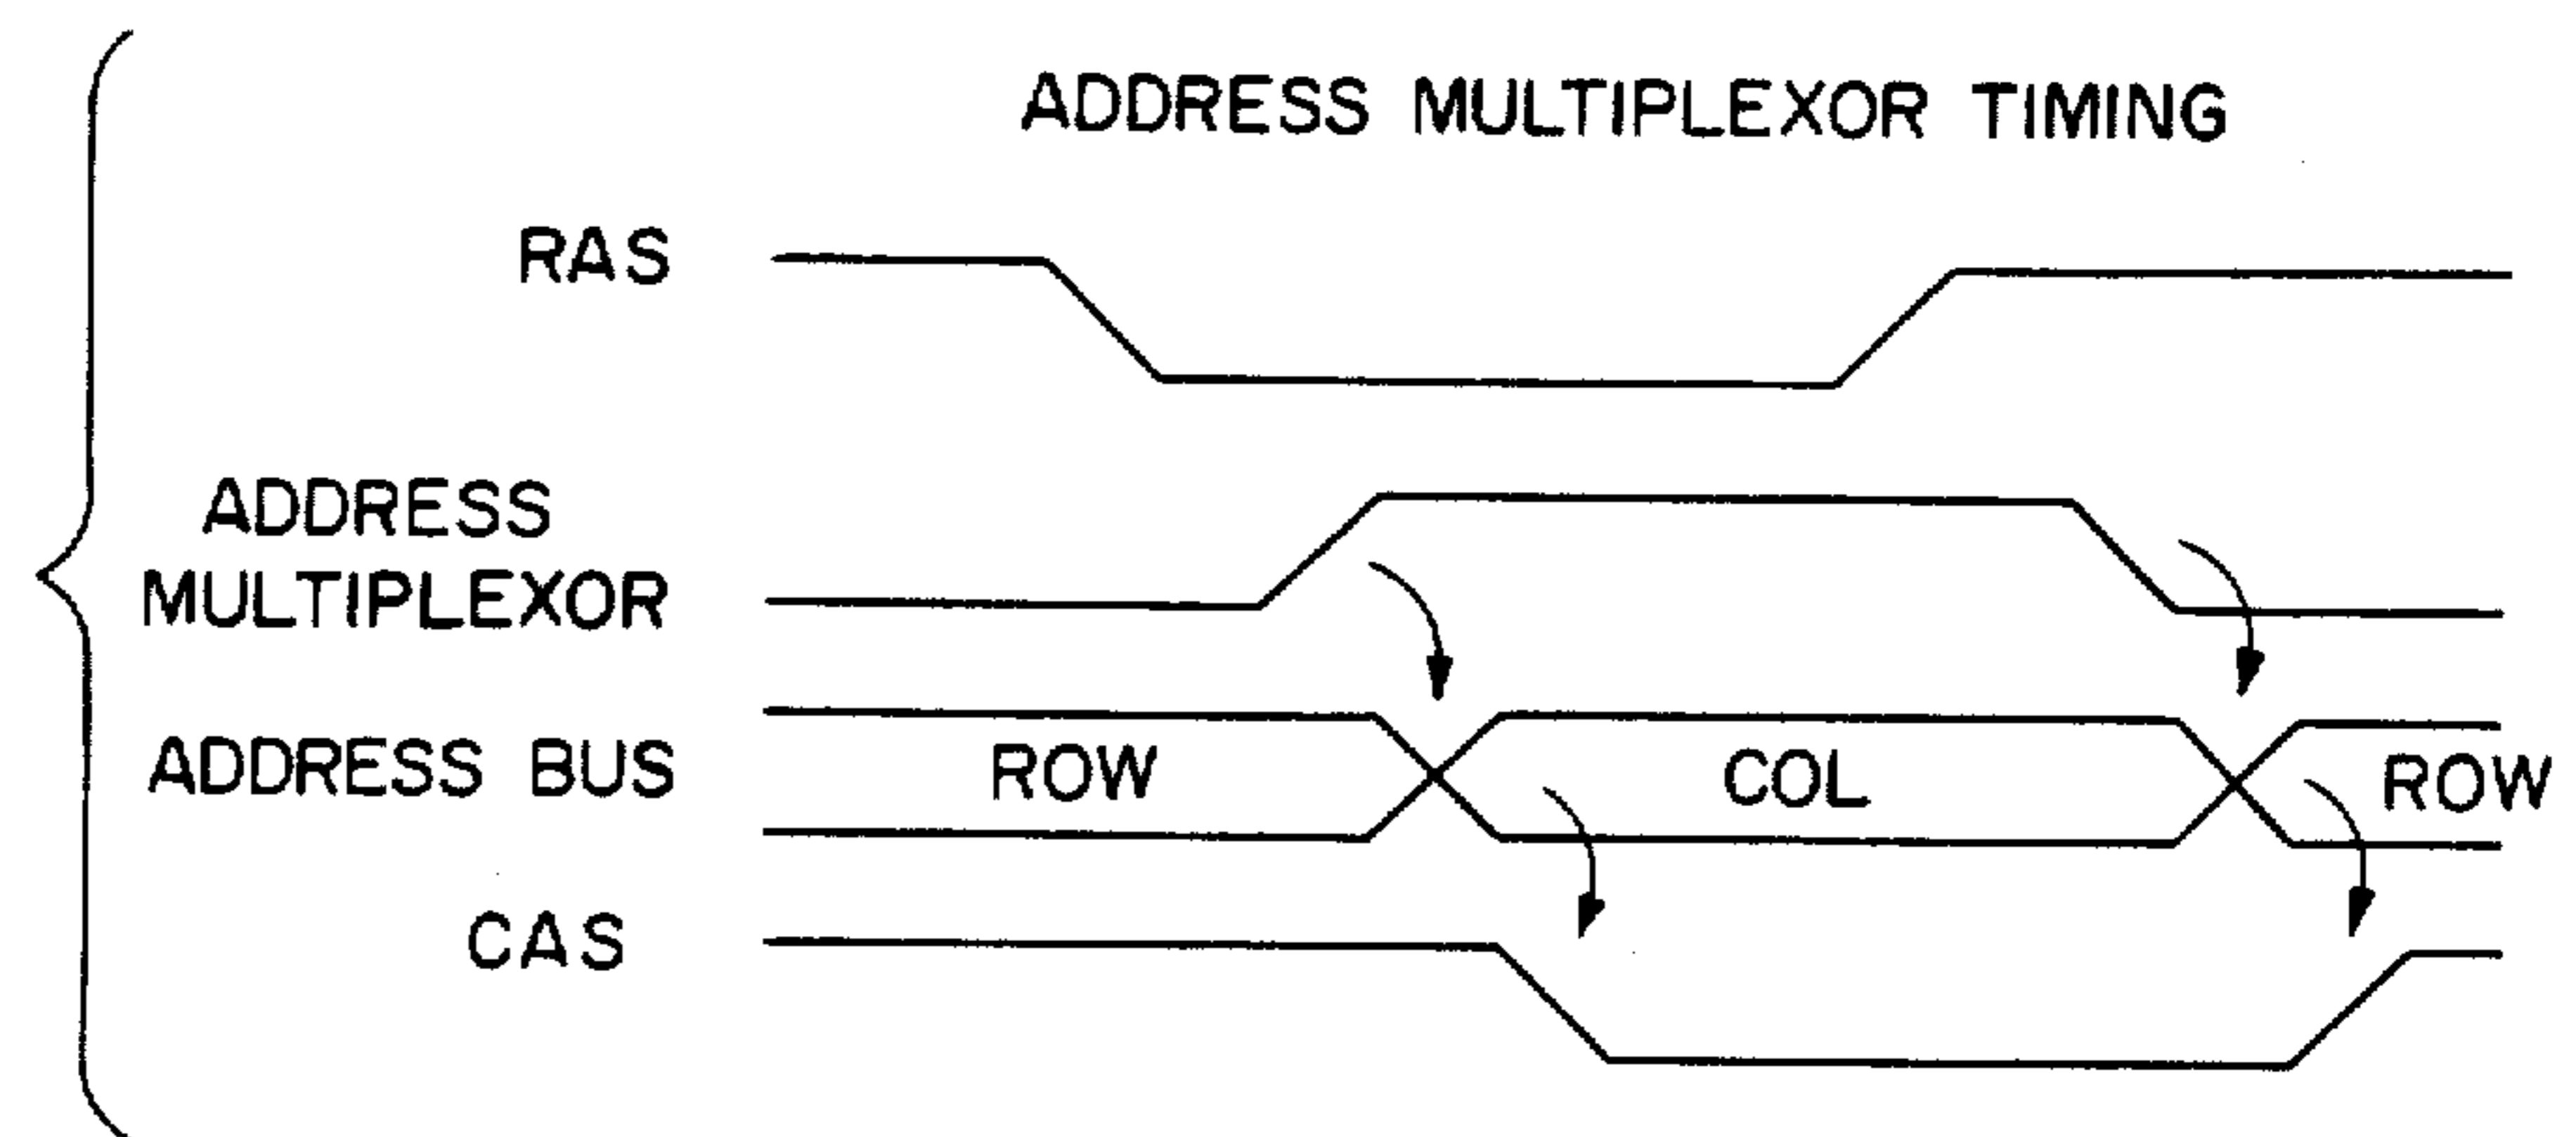 ADDRESS MULTIPLEXOR TIMING
RAS
ADDRESS
MULTIPLEXOR
ADDRESS BUS
ROW
COL
ROW
CAS